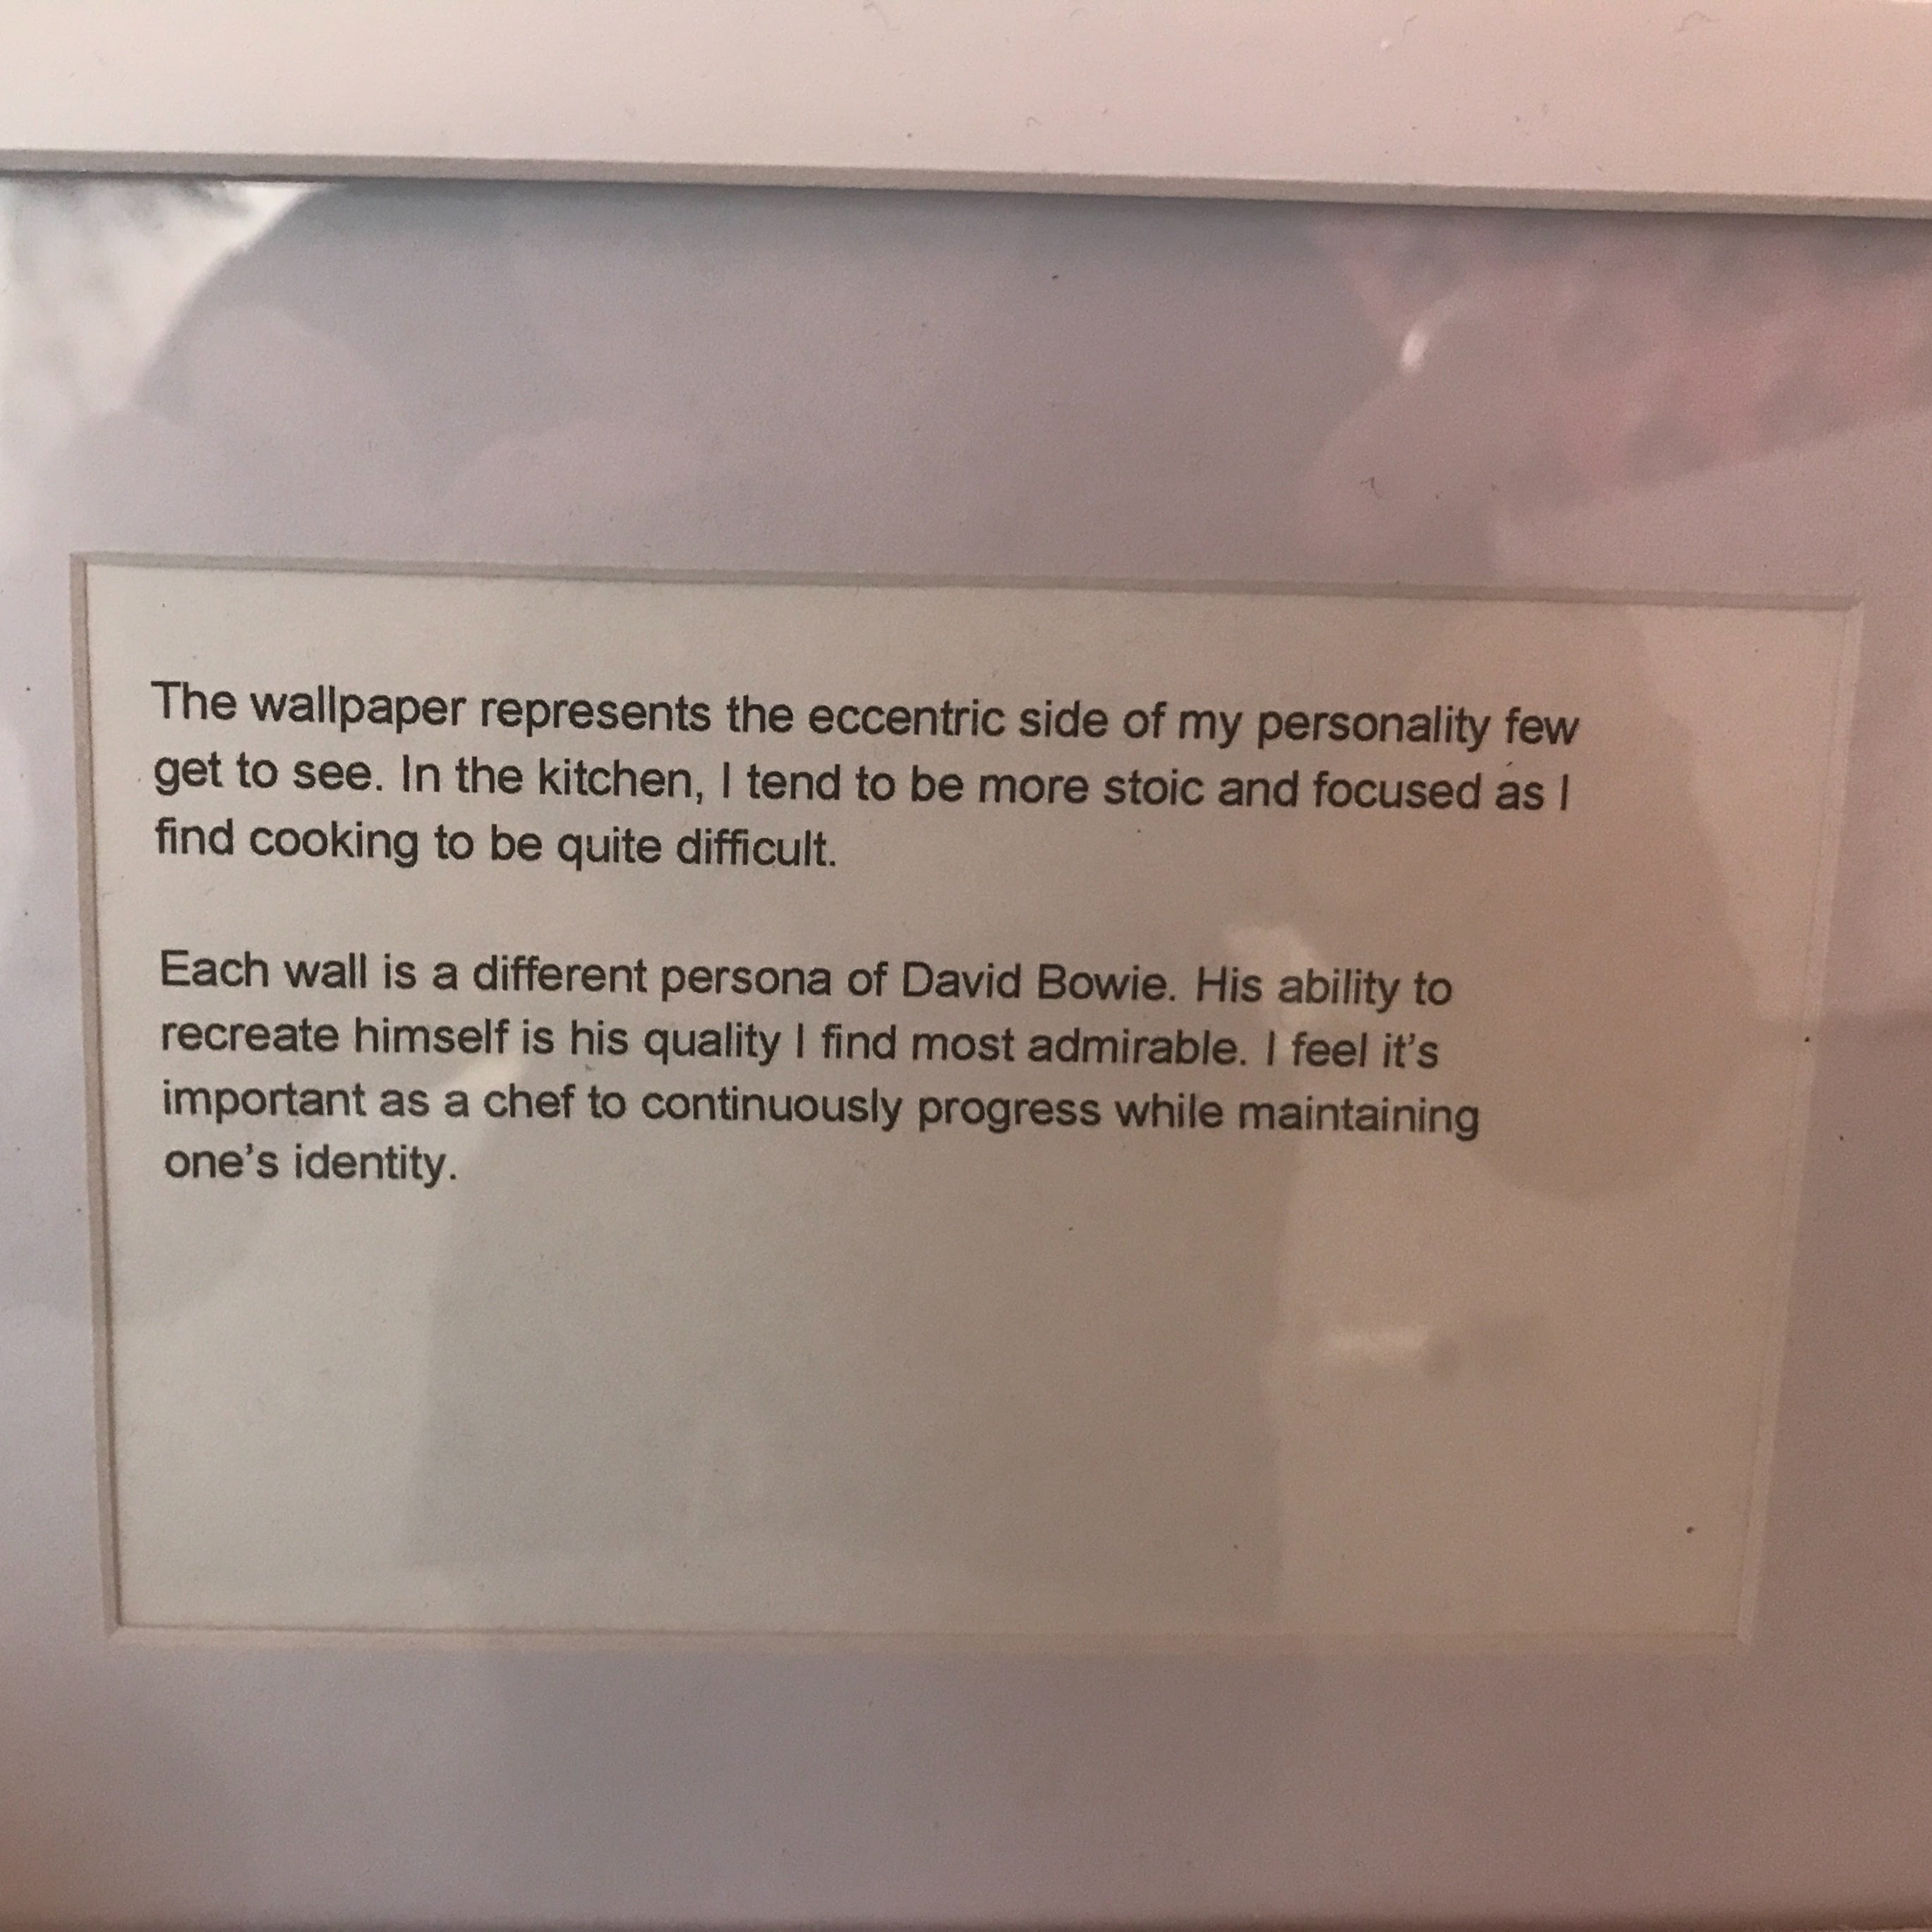 The wallpaper represents the eccentric side of my personality few
get to see. In the kitchen, I tend to be more stoic and focused as I
find cooking to be quite difficult.
Each wall is a different persona of David Bowie. His ability to
recreate himself is his quality I find most admirable. I feel it's
important as a chef to continuously progress while maintaining
one's identity.